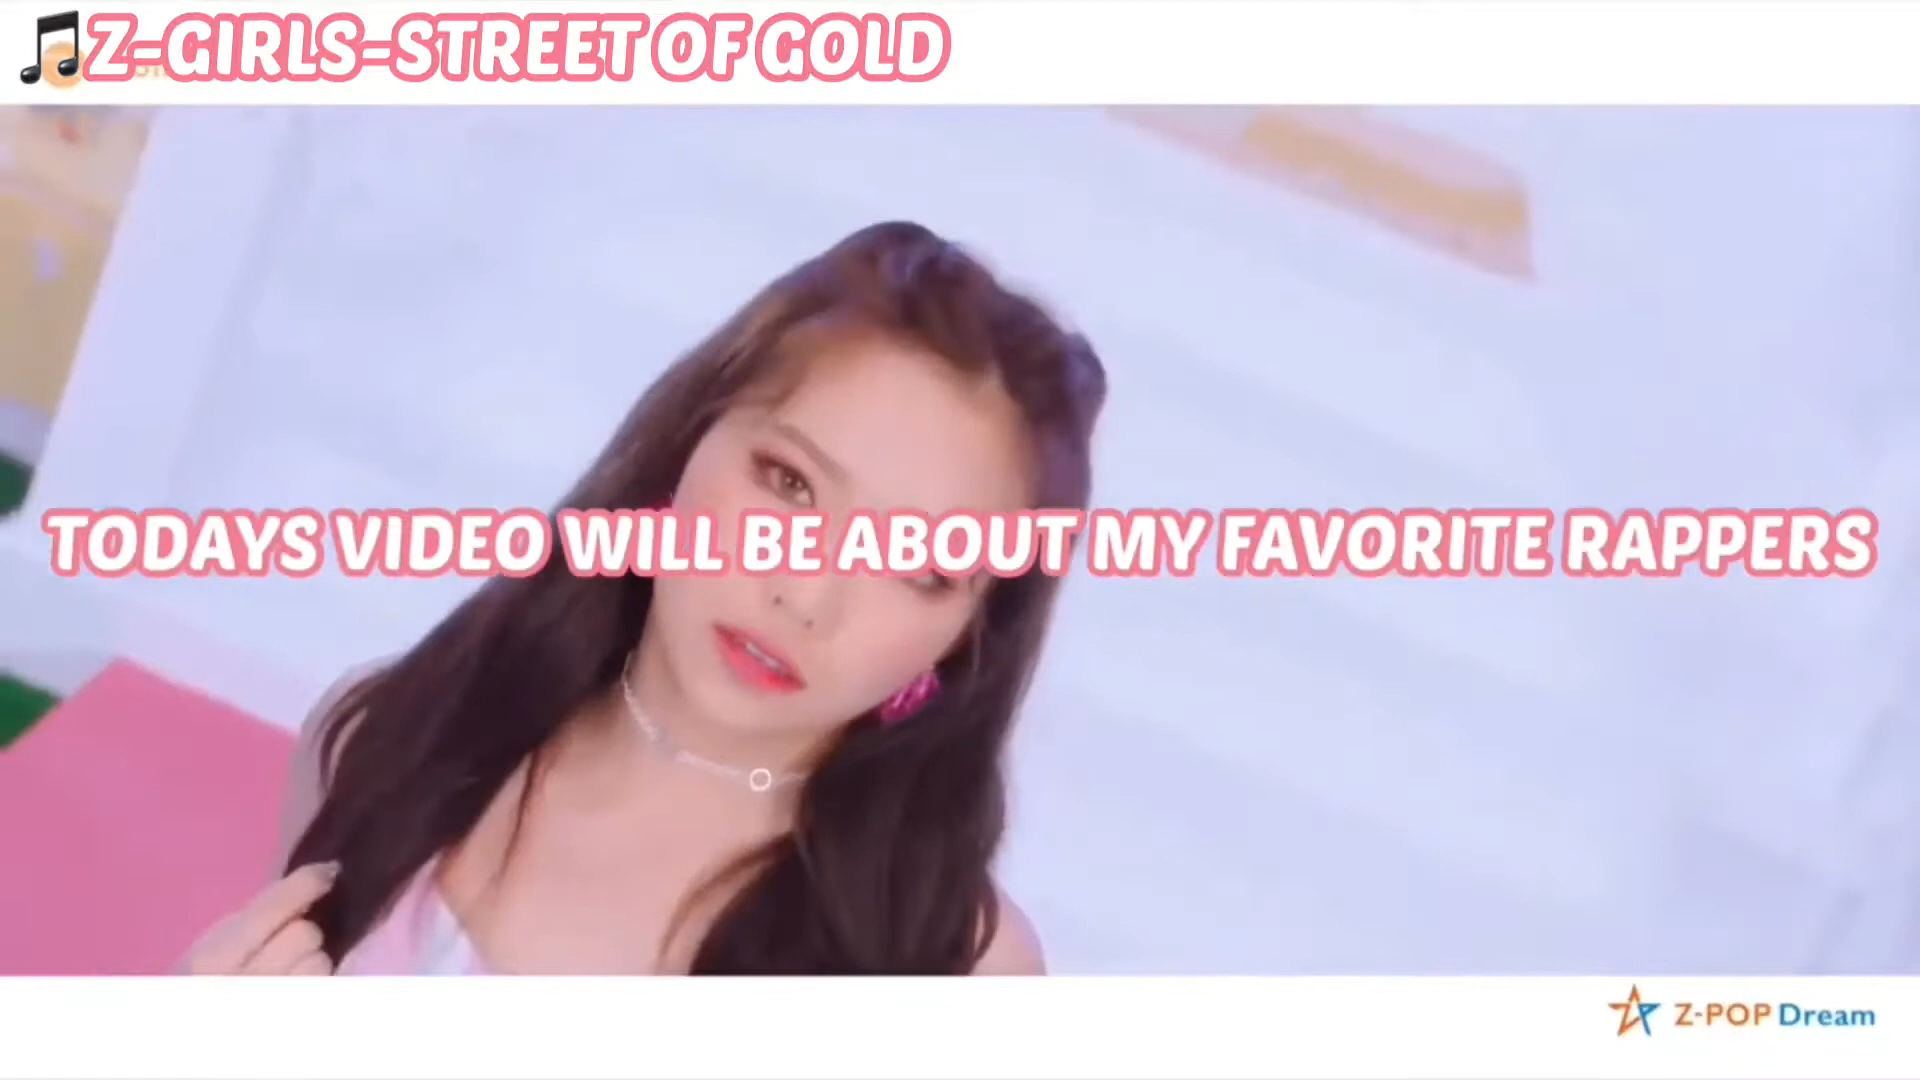 Z-GIRLS-STREET OF GOLD
TODAYS VIDEO WILL BE ABOUT MY FAVORITE RAPPERS
Z-POP Dream